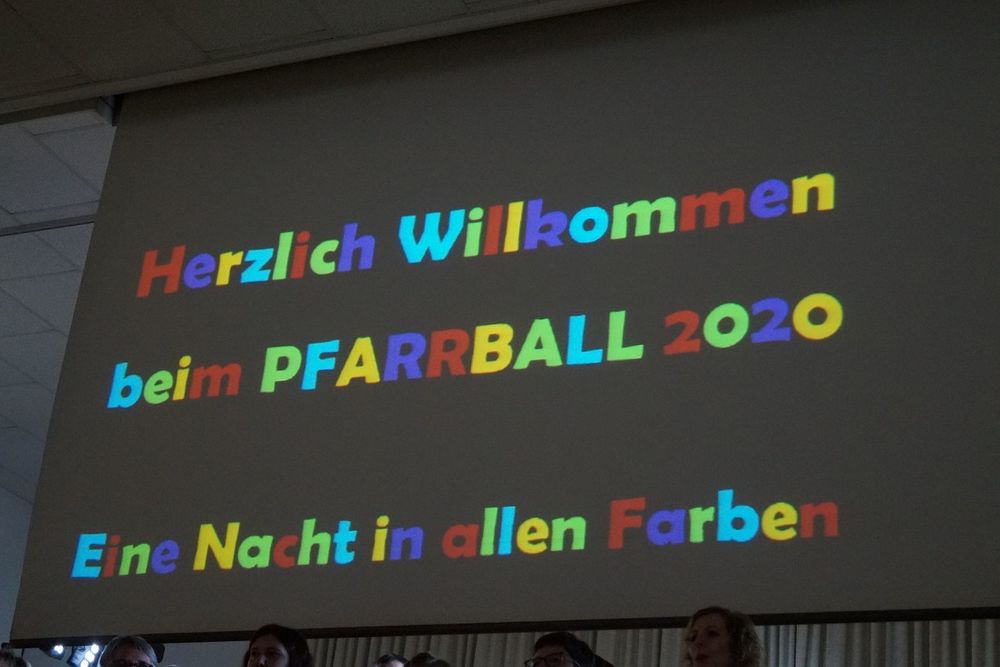 Herzlich Willkommen
beim PFARRBALL 2020
Eine Nacht in allen Farben